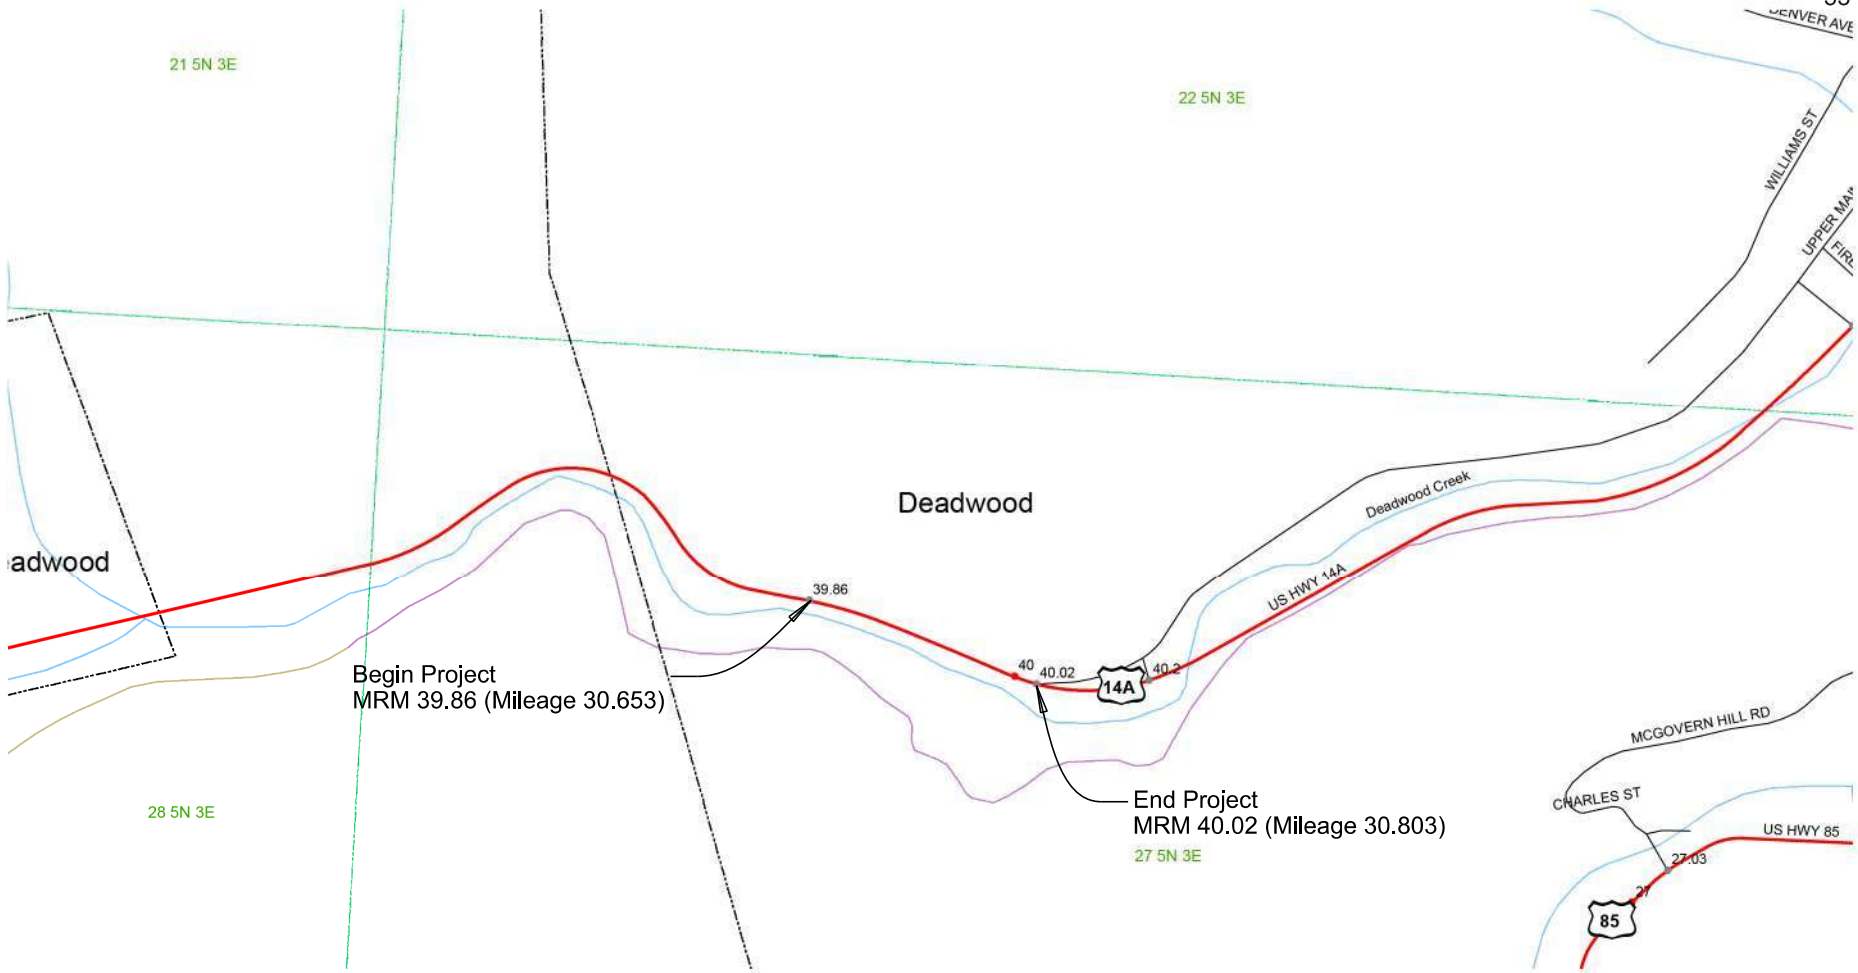 DENVER AVE
21 5N 3E
22 5N 3E
WILLIAMS ST
UPPER
Deadwood Creek
Deadwood
39.86
US HWY 14A
Begin Project
MRM 39.86 (Mileage 30.653)
40
40.02
40.2
14A
MCGOVERN HILL RD
End Project
MRM 40.02 (Mileage 30.803)
CHARLES ST
28 5N 3E
27 5N 3E
US HWY 85
27.03
27
85